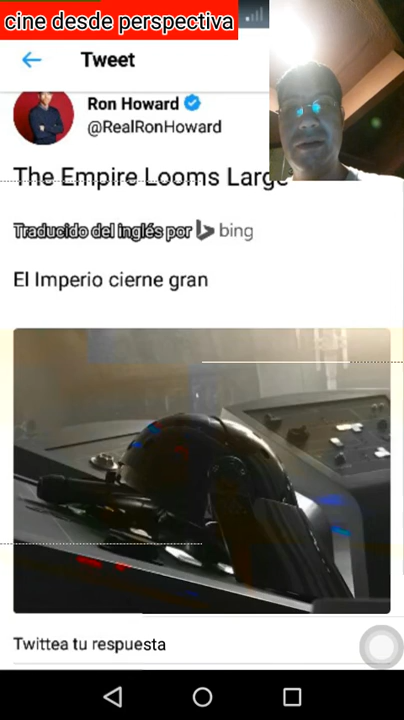 cine desde perspectiva
Tweet
Ron Howard
@RealRonHoward
The Empire Looms Large
Traducido del inglés por bing
El Imperio cierne gran
Twittea tu respuesta